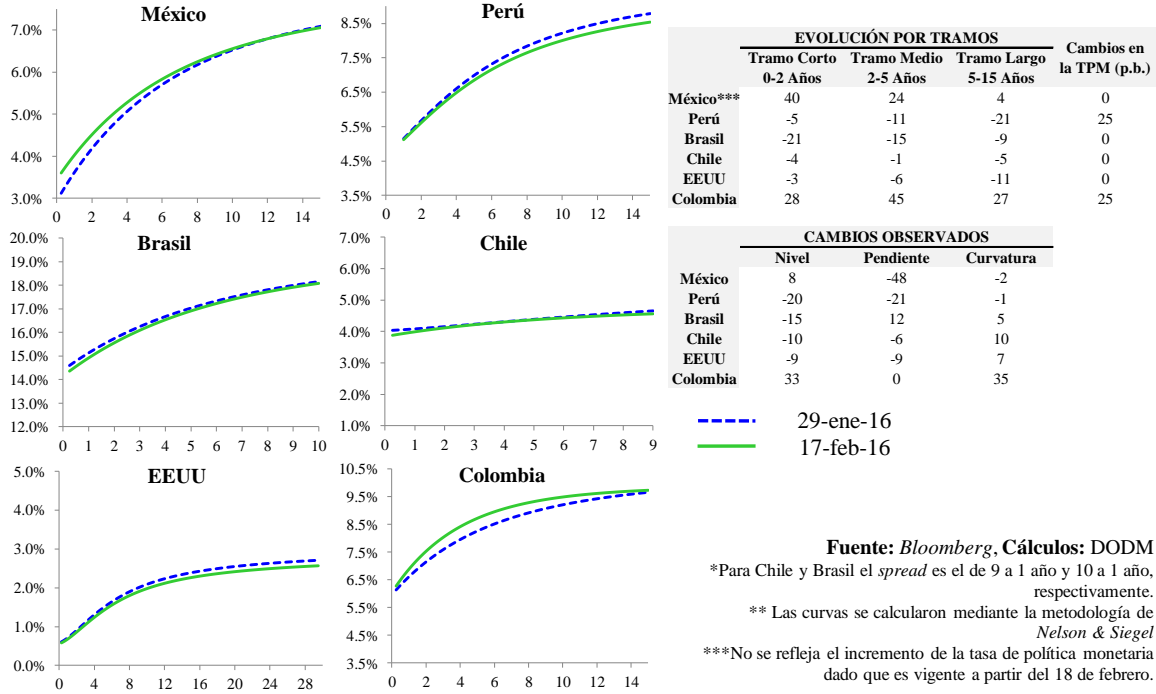 México
7.0%
6.0%
5.0%
4.0%
3.0%
0 2 4 6 8 10 12 14
Perú
8.5%
7.5%
6.5%
5.5%
4.5%
3.5%
0 2 4 6 8 10 12 14
Brasil
20.0%
19.0%
18.0%
17.0%
16.0%
15.0%
14.0%
13.0%
12.0%
0 1 2 3 4 5 6 7 8 9 10
Chile
7.0%
6.0%
5.0%
4.0%
3.0%
2.0%
1.0%
0 1 2 3 4 5 6 7 8 9
EEUU
5.0%
4.0%
3.0%
2.0%
1.0%
0.0%
0 4 8 12 16 20 24 28
Colombia
10.5%
9.5%
8.5%
7.5%
6.5%
5.5%
4.5%
3.5%
0 2 4 6 8 10 12 14
EVOLUCIÓN POR TRAMOS
Cambios en
la TPM (p.b.)
Tramo Corto Tramo Medio Tramo Largo
0-2 Años 2-5 Años 5-15 Años
México*** 40 24 4 0
Perú -5 -11 -21 25
Brasil -21 -15 -9 0
Chile -4 -1 -5 0
EEUU -3 -6 -11 0
Colombia 28 45 27 25
CAMBIOS OBSERVADOS
Nivel Pendiente Curvatura
México 8 -48 -2
Perú -20 -21 -1
Brasil -15 12 5
Chile -10 -6 10
EEUU -9 -9 7
Colombia 33 0 35
29-ene-16
17-feb-16
Fuente: Bloomberg, Cálculos: DODM
*Para Chile y Brasil el spread es el de 9 a 1 año y 10 a 1 año,
respectivamente.
** Las curvas se calcularon mediante la metodología de
Nelson & Siegel
***No se refleja el incremento de la tasa de política monetaria
dado que es vigente a partir del 18 de febrero.